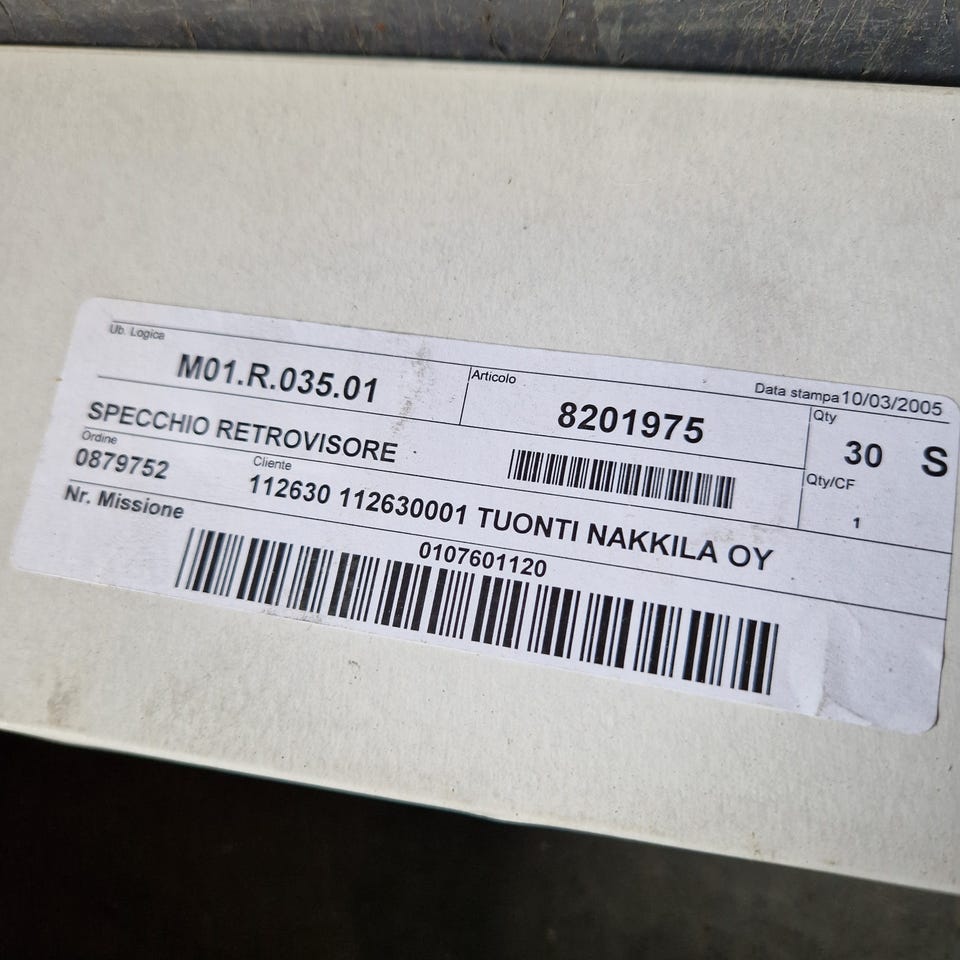 Ub. Logica
M01.R.035.01
Articolo
8201975
Data stampa 10/03/2005
Qty
30 S
SPECCHIO RETROVISORE
Qty/CF
1
Ordine
0879752
Cliente
112630 112630001 TUONTI NAKKILA OY
Nr. Missione
0107601120